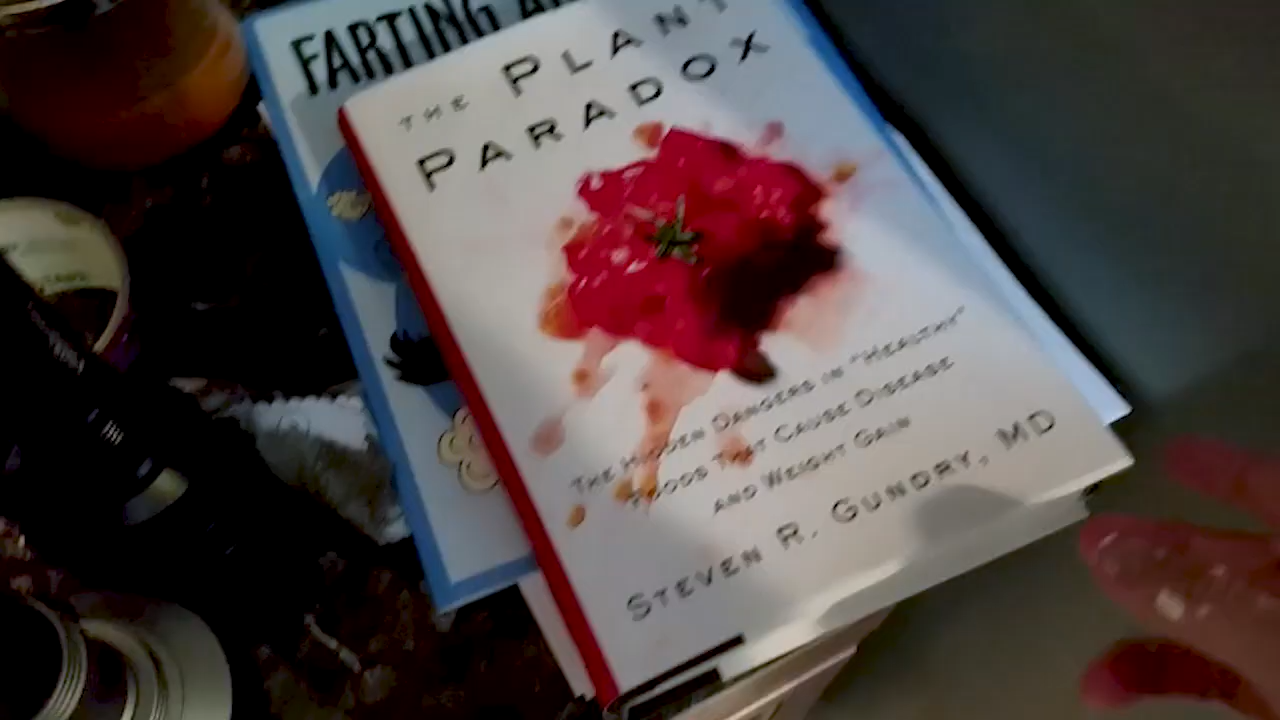 FARTING
THE PLANT
PARADOX
THE HIDDEN DANGERS IN "HEALTHY"
FOODS THAT CAUSE DISEASE
AND WEIGHT GAIN
STEVEN R. GUNDRY, MD